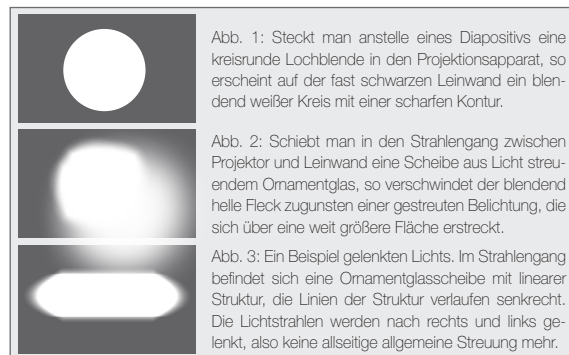 Abb. 1: Steckt man anstelle eines Diapositivs eine
kreisrunde Lochblende in den Projektionsapparat, so
erscheint auf der fast schwarzen Leinwand ein blen-
dend weißer Kreis mit einer scharfen Kontur.
Abb. 2: Schiebt man in den Strahlengang zwischen
Projektor und Leinwand eine Scheibe aus Licht streu-
endem Ornamentglas, so verschwindet der blendend
helle Fleck zugunsten einer gestreuten Belichtung, die
sich über eine weit größere Fläche erstreckt.
Abb. 3: Ein Beispiel gelenkten Lichts. Im Strahlengang
befindet sich eine Ornamentglasscheibe mit linearer
Struktur, die Linien der Struktur verlaufen senkrecht.
Die Lichtstrahlen werden nach rechts und links ge-
lenkt, also keine allseitige allgemeine Streuung mehr.